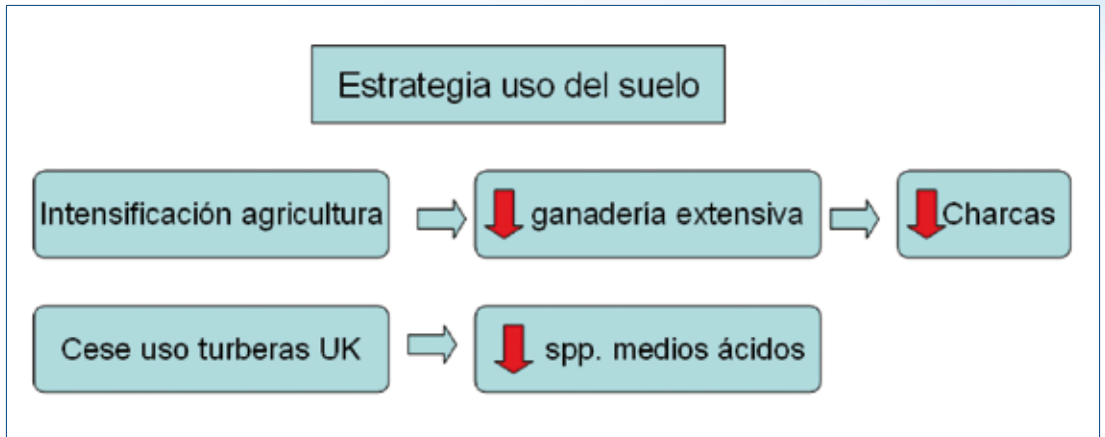 Estrategia uso del suelo
Intensificación agricultura
ganadería extensiva
Charcas
Cese uso turberas UK
spp. medios ácidos